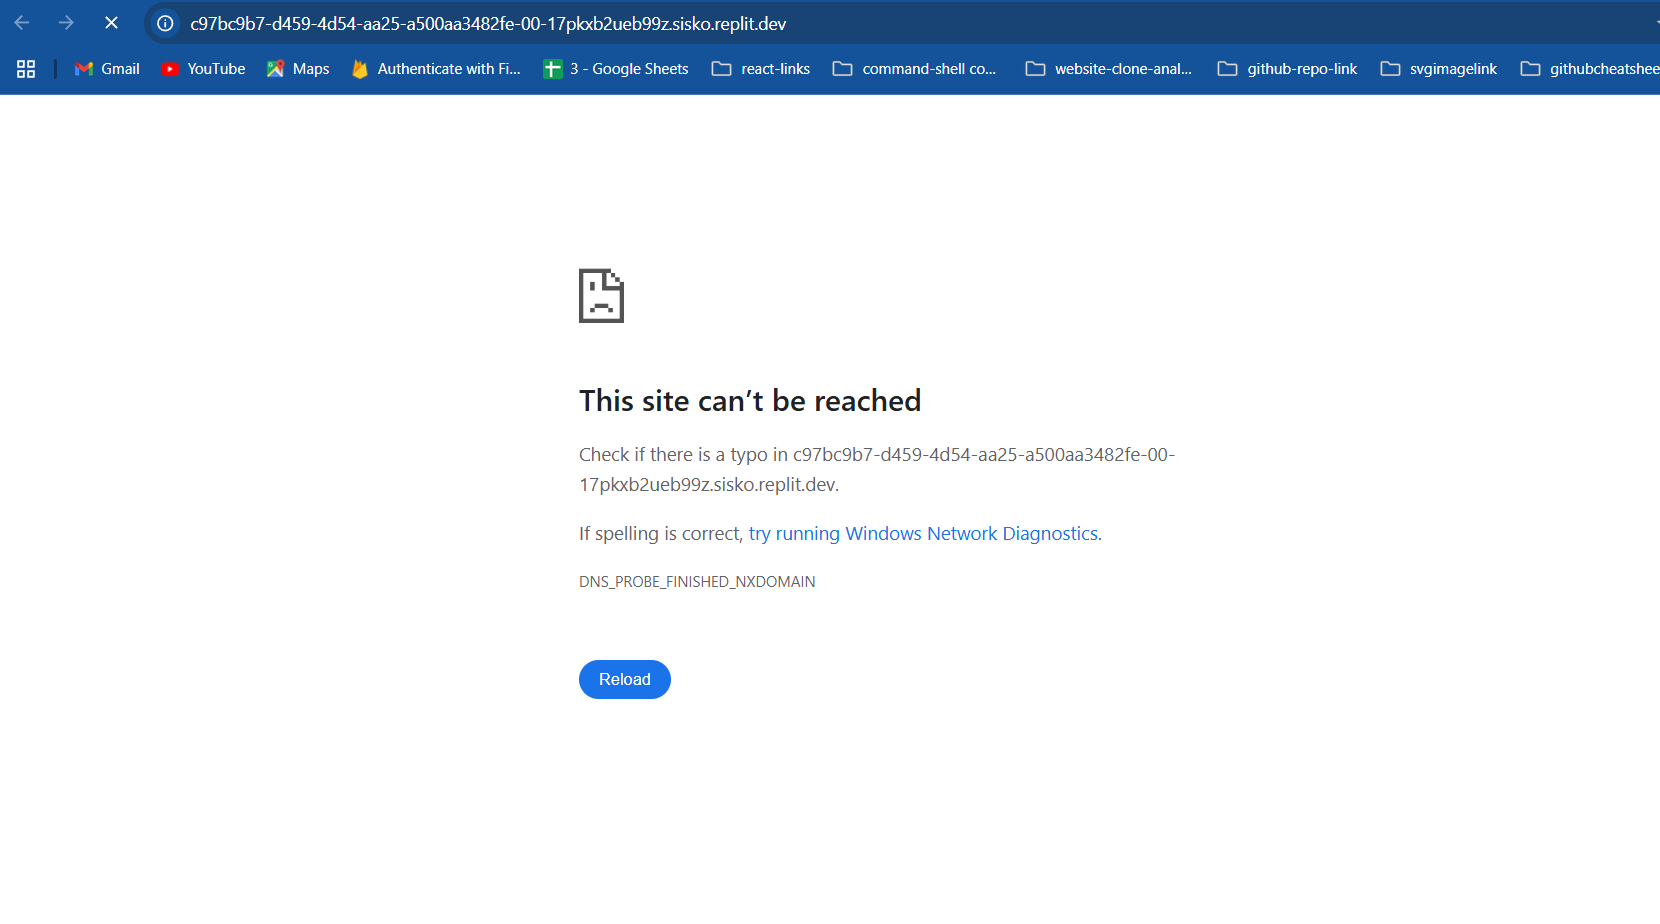 c97bc9b7-d459-4d54-aa25-a500aa3482fe-00-17pkxb2ueb99z.sisko.replit.dev
Gmail YouTube Maps Authenticate with Fi... 3 - Google Sheets react-links command-shell co... website-clone-anal... github-repo-link svgimagelink githubcheatshee
This site can’t be reached
Check if there is a typo in c97bc9b7-d459-4d54-aa25-a500aa3482fe-00-
17pkxb2ueb99z.sisko.replit.dev.
If spelling is correct, try running Windows Network Diagnostics.
DNS_PROBE_FINISHED_NXDOMAIN
Reload